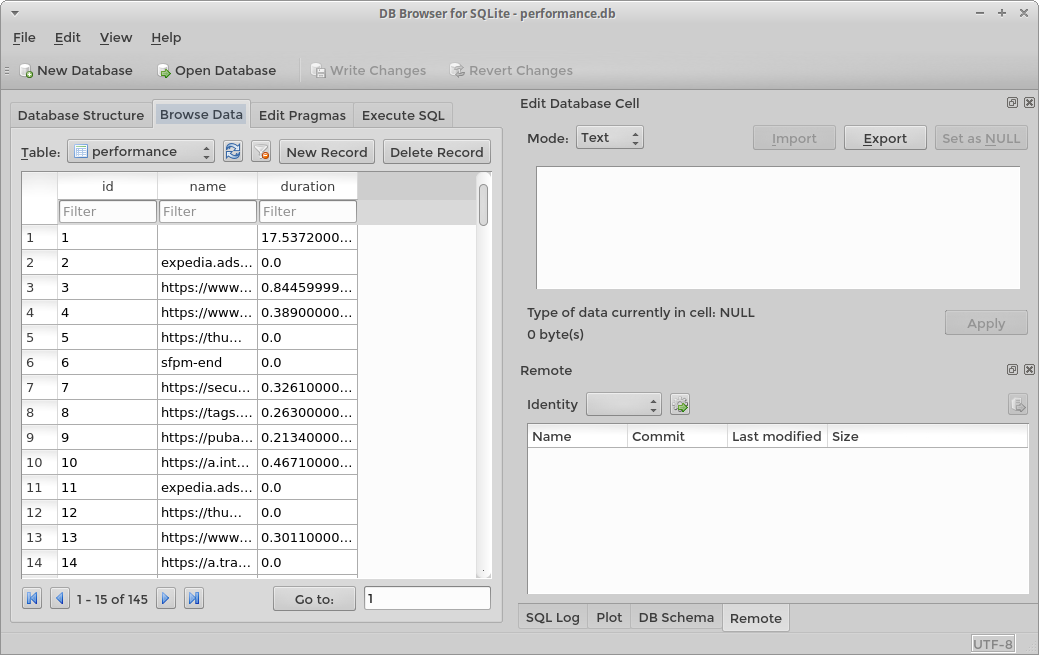 DB Browser for SQLite - performance.db
File Edit View Help
New Database Open Database Write Changes Revert Changes
Database Structure Browse Data Edit Pragmas Execute SQL
Table: performance New Record Delete Record
id name duration
Filter Filter Filter
1 1 17.5372000...
2 2 expedia.ads... 0.0
3 3 https://www... 0.84459999...
4 4 https://www... 0.38900000...
5 5 https://thu... 0.0
6 6 sfpm-end 0.0
7 7 https://secu... 0.32610000...
8 8 https://tags.... 0.26300000...
9 9 https://puba... 0.21340000...
10 10 https://a.int... 0.46710000...
11 11 expedia.ads... 0.0
12 12 https://thu... 0.0
13 13 https://www... 0.30110000...
14 14 https://a.tra... 0.0
1 - 15 of 145 Go to: 1
Edit Database Cell
Mode: Text Import Export Set as NULL
Type of data currently in cell: NULL
0 byte(s)
Apply
Remote
Identity
Name Commit Last modified Size
SQL Log Plot DB Schema Remote
UTF-8